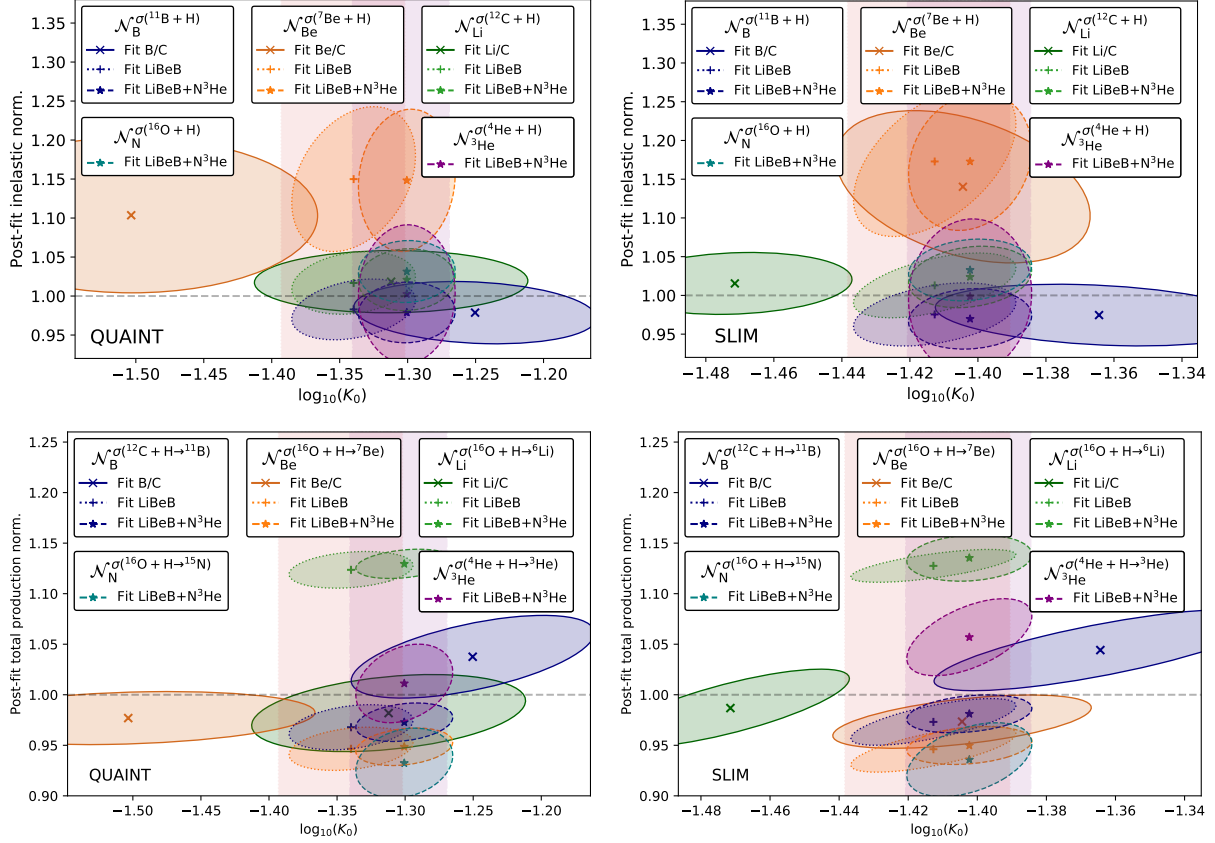 Post-fit inelastic norm.
1.35
1.30
1.25
1.20
1.15
1.10
1.05
1.00
0.95
𝒩_B^σ(¹¹B + H)
Fit B/C
Fit LiBeB
Fit LiBeB+N³He
𝒩_Be^σ(⁷Be + H)
Fit Be/C
Fit LiBeB
Fit LiBeB+N³He
𝒩_Li^σ(¹²C + H)
Fit Li/C
Fit LiBeB
Fit LiBeB+N³He
𝒩_N^σ(¹⁶O + H)
Fit LiBeB+N³He
𝒩_³He^σ(⁴He + H)
Fit LiBeB+N³He
QUAINT
−1.50 −1.45 −1.40 −1.35 −1.30 −1.25 −1.20
log₁₀(K₀)
Post-fit inelastic norm.
1.35
1.30
1.25
1.20
1.15
1.10
1.05
1.00
0.95
𝒩_B^σ(¹¹B + H)
Fit B/C
Fit LiBeB
Fit LiBeB+N³He
𝒩_Be^σ(⁷Be + H)
Fit Be/C
Fit LiBeB
Fit LiBeB+N³He
𝒩_Li^σ(¹²C + H)
Fit Li/C
Fit LiBeB
Fit LiBeB+N³He
𝒩_N^σ(¹⁶O + H)
Fit LiBeB+N³He
𝒩_³He^σ(⁴He + H)
Fit LiBeB+N³He
SLIM
−1.48 −1.46 −1.44 −1.42 −1.40 −1.38 −1.36 −1.34
log₁₀(K₀)
Post-fit total production norm.
1.25
1.20
1.15
1.10
1.05
1.00
0.95
0.90
𝒩_B^σ(¹²C + H→¹¹B)
Fit B/C
Fit LiBeB
Fit LiBeB+N³He
𝒩_Be^σ(¹⁶O + H→⁷Be)
Fit Be/C
Fit LiBeB
Fit LiBeB+N³He
𝒩_Li^σ(¹⁶O + H→⁶Li)
Fit Li/C
Fit LiBeB
Fit LiBeB+N³He
𝒩_N^σ(¹⁶O + H→¹⁵N)
Fit LiBeB+N³He
𝒩_³He^σ(⁴He + H→³He)
Fit LiBeB+N³He
QUAINT
−1.50 −1.45 −1.40 −1.35 −1.30 −1.25 −1.20
log₁₀(K₀)
Post-fit total production norm.
1.25
1.20
1.15
1.10
1.05
1.00
0.95
0.90
𝒩_B^σ(¹²C + H→¹¹B)
Fit B/C
Fit LiBeB
Fit LiBeB+N³He
𝒩_Be^σ(¹⁶O + H→⁷Be)
Fit Be/C
Fit LiBeB
Fit LiBeB+N³He
𝒩_Li^σ(¹⁶O + H→⁶Li)
Fit Li/C
Fit LiBeB
Fit LiBeB+N³He
𝒩_N^σ(¹⁶O + H→¹⁵N)
Fit LiBeB+N³He
𝒩_³He^σ(⁴He + H→³He)
Fit LiBeB+N³He
SLIM
−1.48 −1.46 −1.44 −1.42 −1.40 −1.38 −1.36 −1.34
log₁₀(K₀)